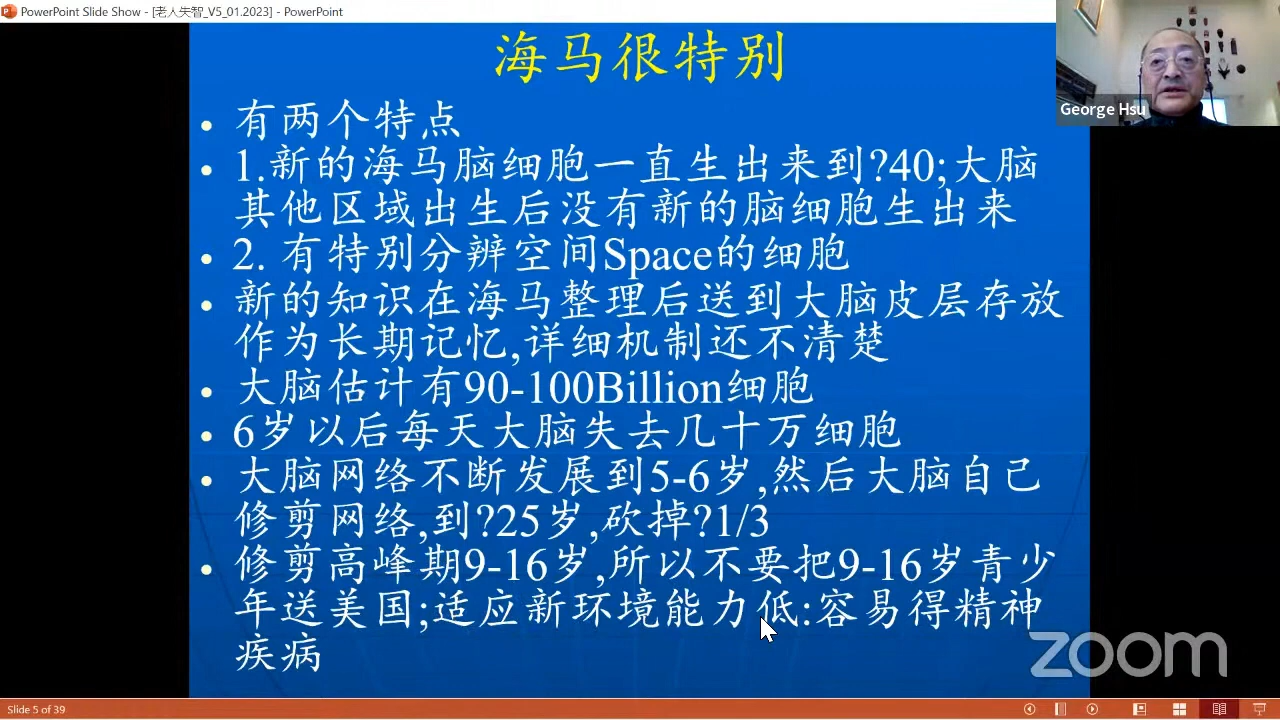 PowerPoint Slide Show - [老人失智_V5_01.2023] - PowerPoint
海马很特别
George Hsu
• 有两个特点
• 1.新的海马脑细胞一直生出来到?40;大脑
其他区域出生后没有新的脑细胞生出来
• 2. 有特别分辨空间Space的细胞
• 新的知识在海马整理后送到大脑皮层存放
作为长期记忆,详细机制还不清楚
• 大脑估计有90-100Billion细胞
• 6岁以后每天大脑失去几十万细胞
• 大脑网络不断发展到5-6岁,然后大脑自己
修剪网络,到?25岁,砍掉?1/3
• 修剪高峰期9-16岁,所以不要把9-16岁青少
年送美国;适应新环境能力低:容易得精神
疾病
zoom
Slide 5 of 39